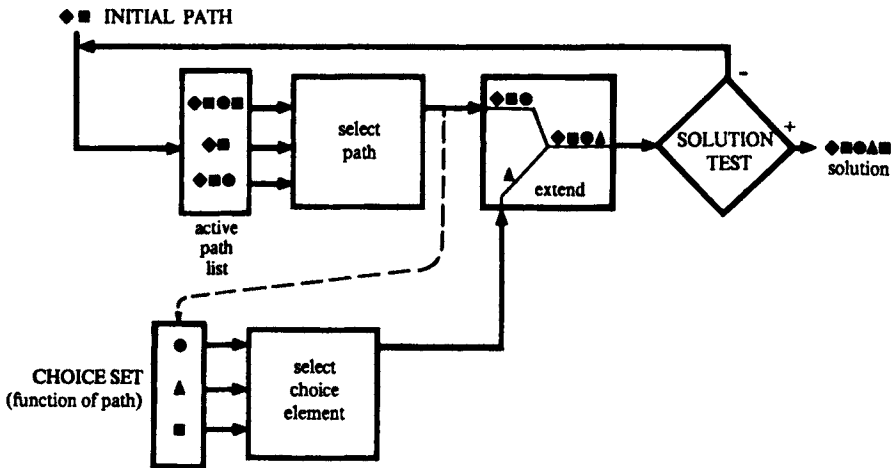 INITIAL PATH
select
path
active
path
list
extend
-
SOLUTION
TEST
+
solution
CHOICE SET
(function of path)
select
choice
element